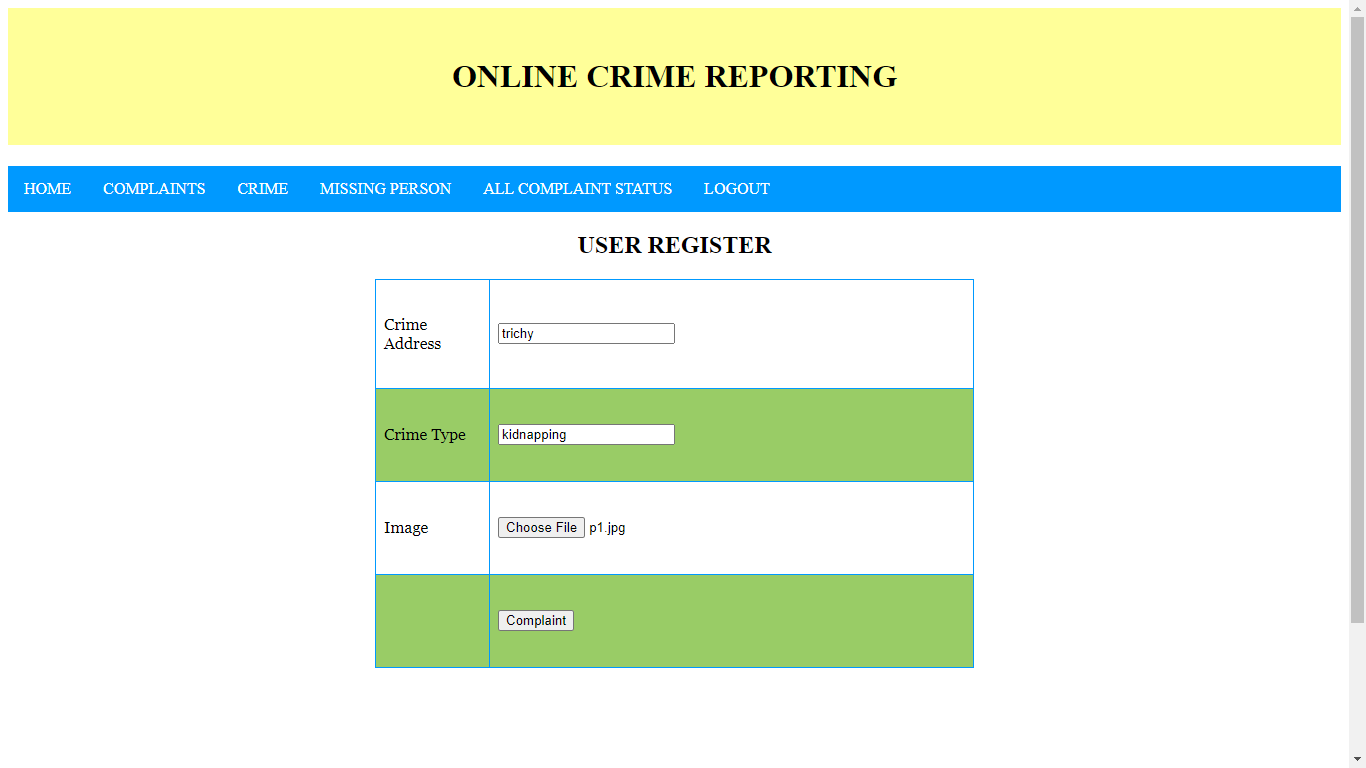 ONLINE CRIME REPORTING
HOME COMPLAINTS CRIME MISSING PERSON ALL COMPLAINT STATUS LOGOUT
USER REGISTER
Crime
Address
trichy
Crime Type kidnapping
Image Choose File p1.jpg
Complaint